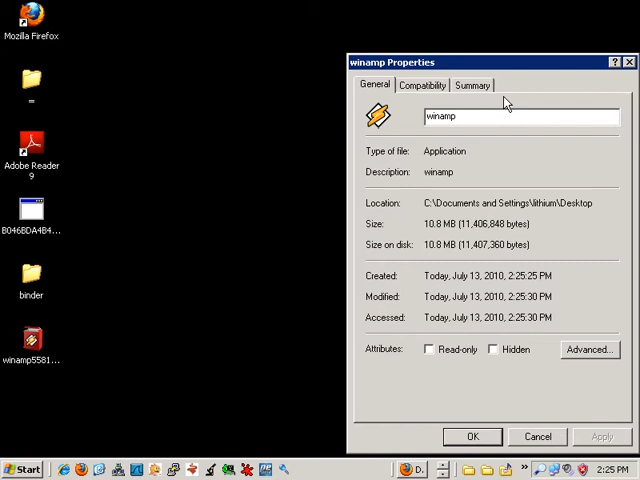 Mozilla Firefox
=
Adobe Reader
9
B046BDA4B4...
binder
winamp5581...
winamp Properties
General
Compatibility
Summary
winamp
Type of file: Application
Description: winamp
Location: C:\Documents and Settings\lithium\Desktop
Size: 10.8 MB (11,406,848 bytes)
Size on disk: 10.8 MB (11,407,360 bytes)
Created: Today, July 13, 2010, 2:25:25 PM
Modified: Today, July 13, 2010, 2:25:30 PM
Accessed: Today, July 13, 2010, 2:25:30 PM
Attributes: Read-only Hidden Advanced...
OK Cancel Apply
Start D. 2:25 PM